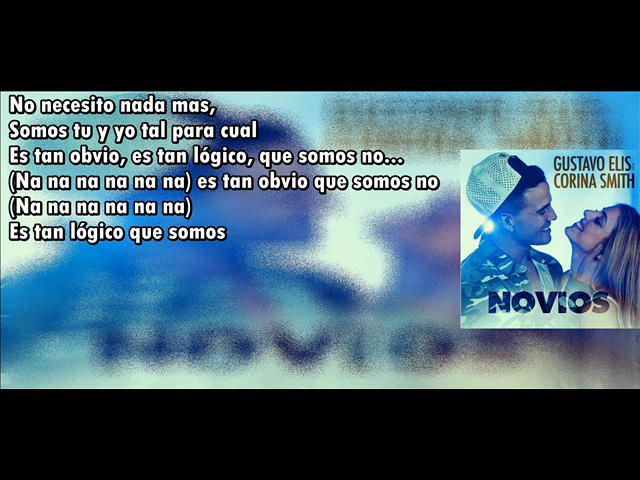 No necesito nada mas,
Somos tu y yo tal para cual
Es tan obvio, es tan lógico, que somos no...
(Na na na na na na) es tan obvio que somos no
(Na na na na na na)
Es tan lógico que somos
GUSTAVO ELIS
CORINA SMITH
NOVIOS